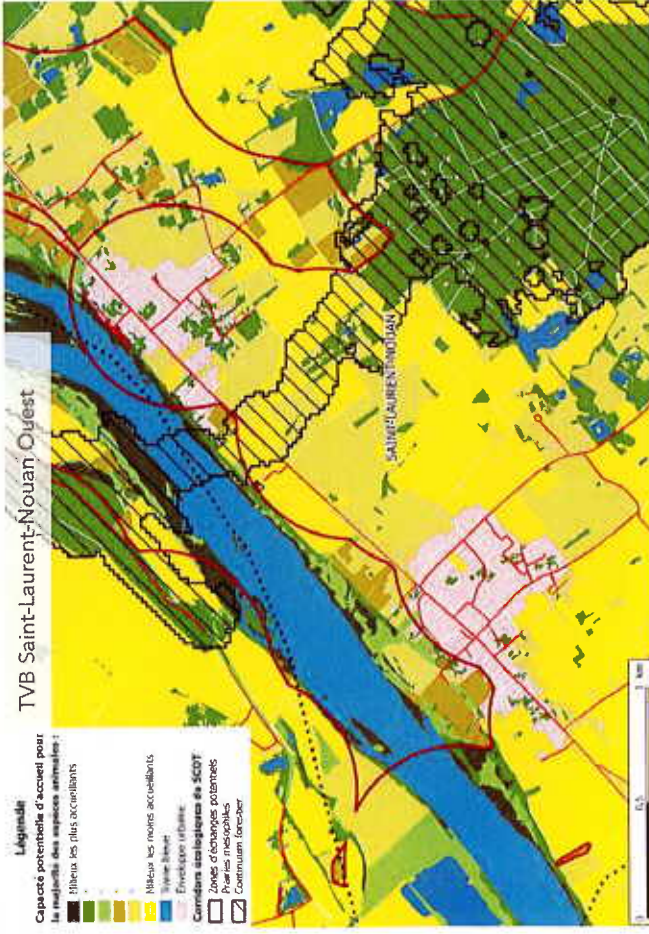 TVB Saint-Laurent-Nouan Ouest
Légende
Capacité potentielle d'accueil pour
la majorité des espèces animales :
Milieux les plus accueillants
Milieux les moins accueillants
Trame bleue
Enveloppe urbaine
Corridors écologiques du SCOT
Zones d'échanges potentiels
Prairies mésophiles
Continuum forestier
SAINT-LAURENT-NOUAN
0
0,5
1 km